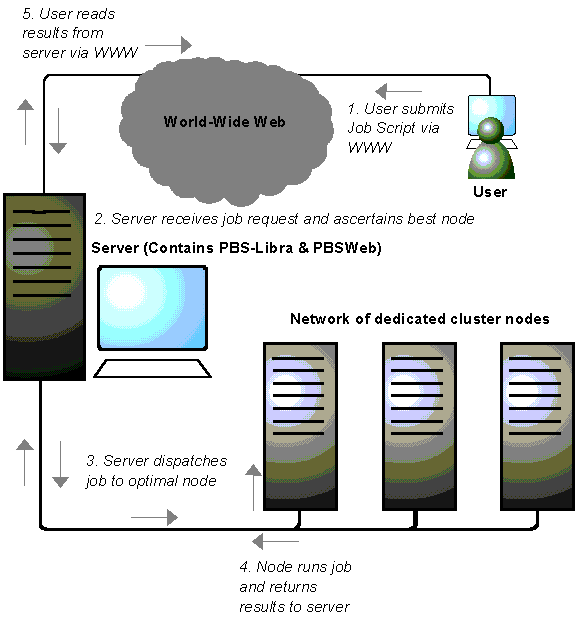 5. User reads
results from
server via WWW
World-Wide Web
1. User submits
Job Script via
WWW
User
2. Server receives job request and ascertains best node
Server (Contains PBS-Libra & PBSWeb)
Network of dedicated cluster nodes
3. Server dispatches
job to optimal node
4. Node runs job
and returns
results to server